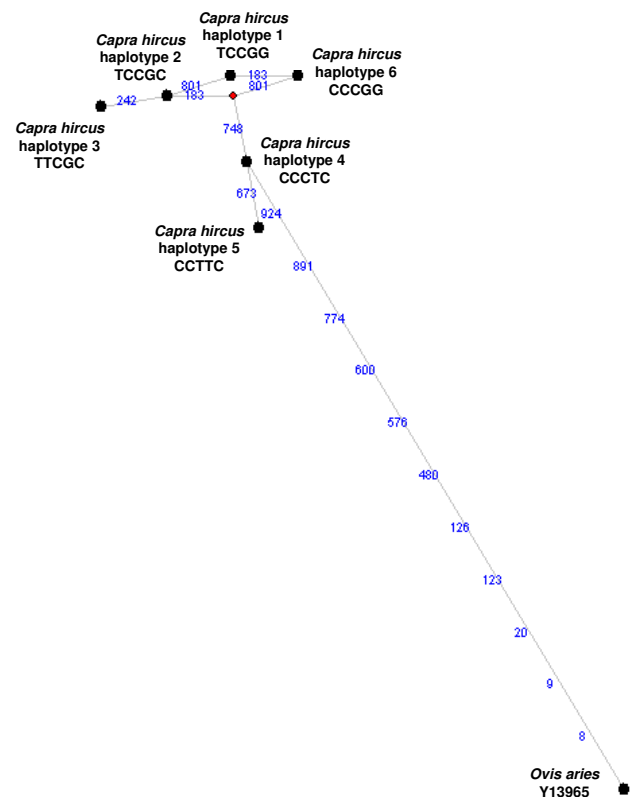 Capra hircus
haplotype 1
TCCGG
Capra hircus
haplotype 2
TCCGC
Capra hircus
haplotype 6
CCCGG
183
801
801
183
242
Capra hircus
haplotype 3
TTCGC
748
Capra hircus
haplotype 4
CCCTC
673
924
Capra hircus
haplotype 5
CCTTC
891
774
600
576
480
126
123
20
9
8
Ovis aries
Y13965